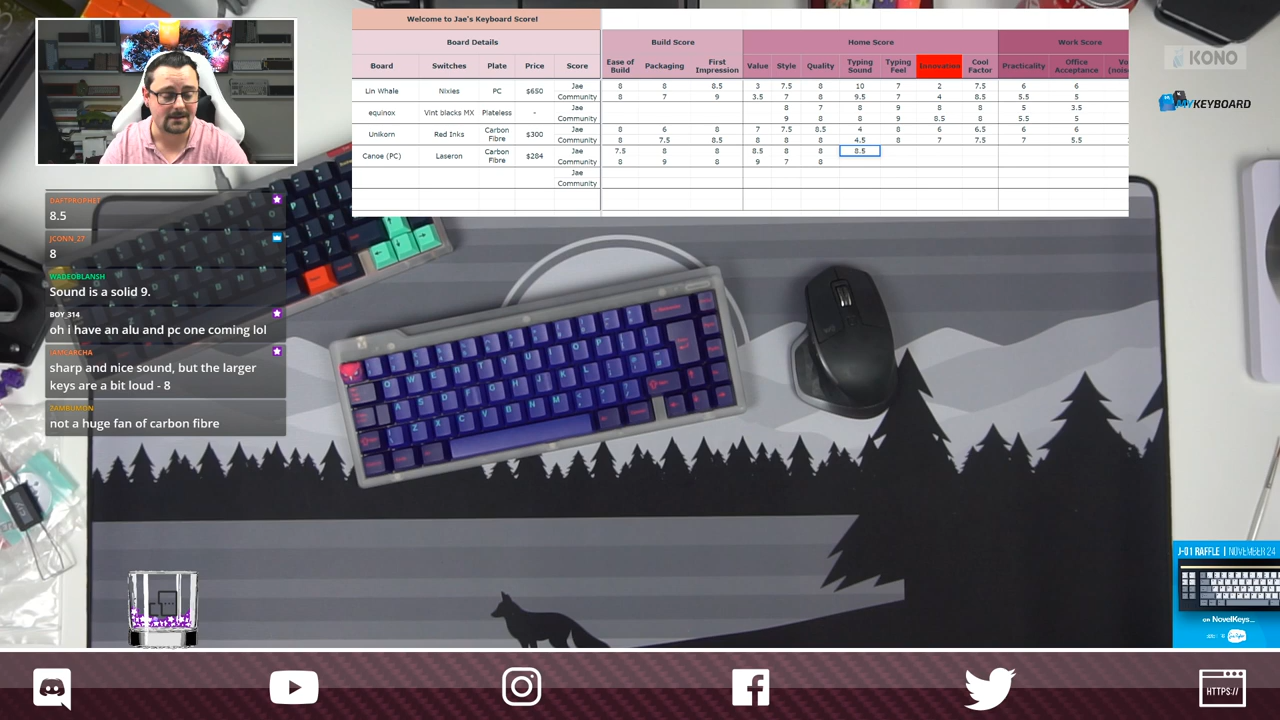 Welcome to Jae's Keyboard Score!
Board Details Build Score Home Score Work Score
Board Switches Plate Price Score Ease of Build Packaging First Impression Value Style Quality Typing Sound Typing Feel Innovation Cool Factor Practicality Office Acceptance
Lin Whale Nixies PC $650 Jae 8 8 8.5 3 7.5 8 10 7 2 7.5 6 6
Community 8 7 9 3.5 7 8 9.5 7 4 8.5 5.5 5
equinox Vint blacks MX Plateless - 8 7 8 9 8 8 5 3.5
9 8 8 9 8.5 8 5.5 5
Unikorn Red Inks Carbon Fibre $300 Jae 8 6 8 7 7.5 8.5 4 8 6 6.5 6 6
Community 8 7.5 8.5 8 8 8 4.5 8 7 7.5 7 5.5
Canoe (PC) Laseron Carbon Fibre $284 Jae 7.5 8 8 8.5 8 8 8.5
Community 8 9 8 9 7 8
Jae
Community
KONO
MYKEYBOARD
DAFTPROPHET
8.5
JCONN_27
8
WADEOBLANSH
Sound is a solid 9.
BOY_314
oh i have an alu and pc one coming lol
IAMLARCHA
sharp and nice sound, but the larger
keys are a bit loud - 8
ZAMBUMON
not a huge fan of carbon fibre
J-01 RAFFLE | NOVEMBER 24
on NovelKeys_
HTTPS://